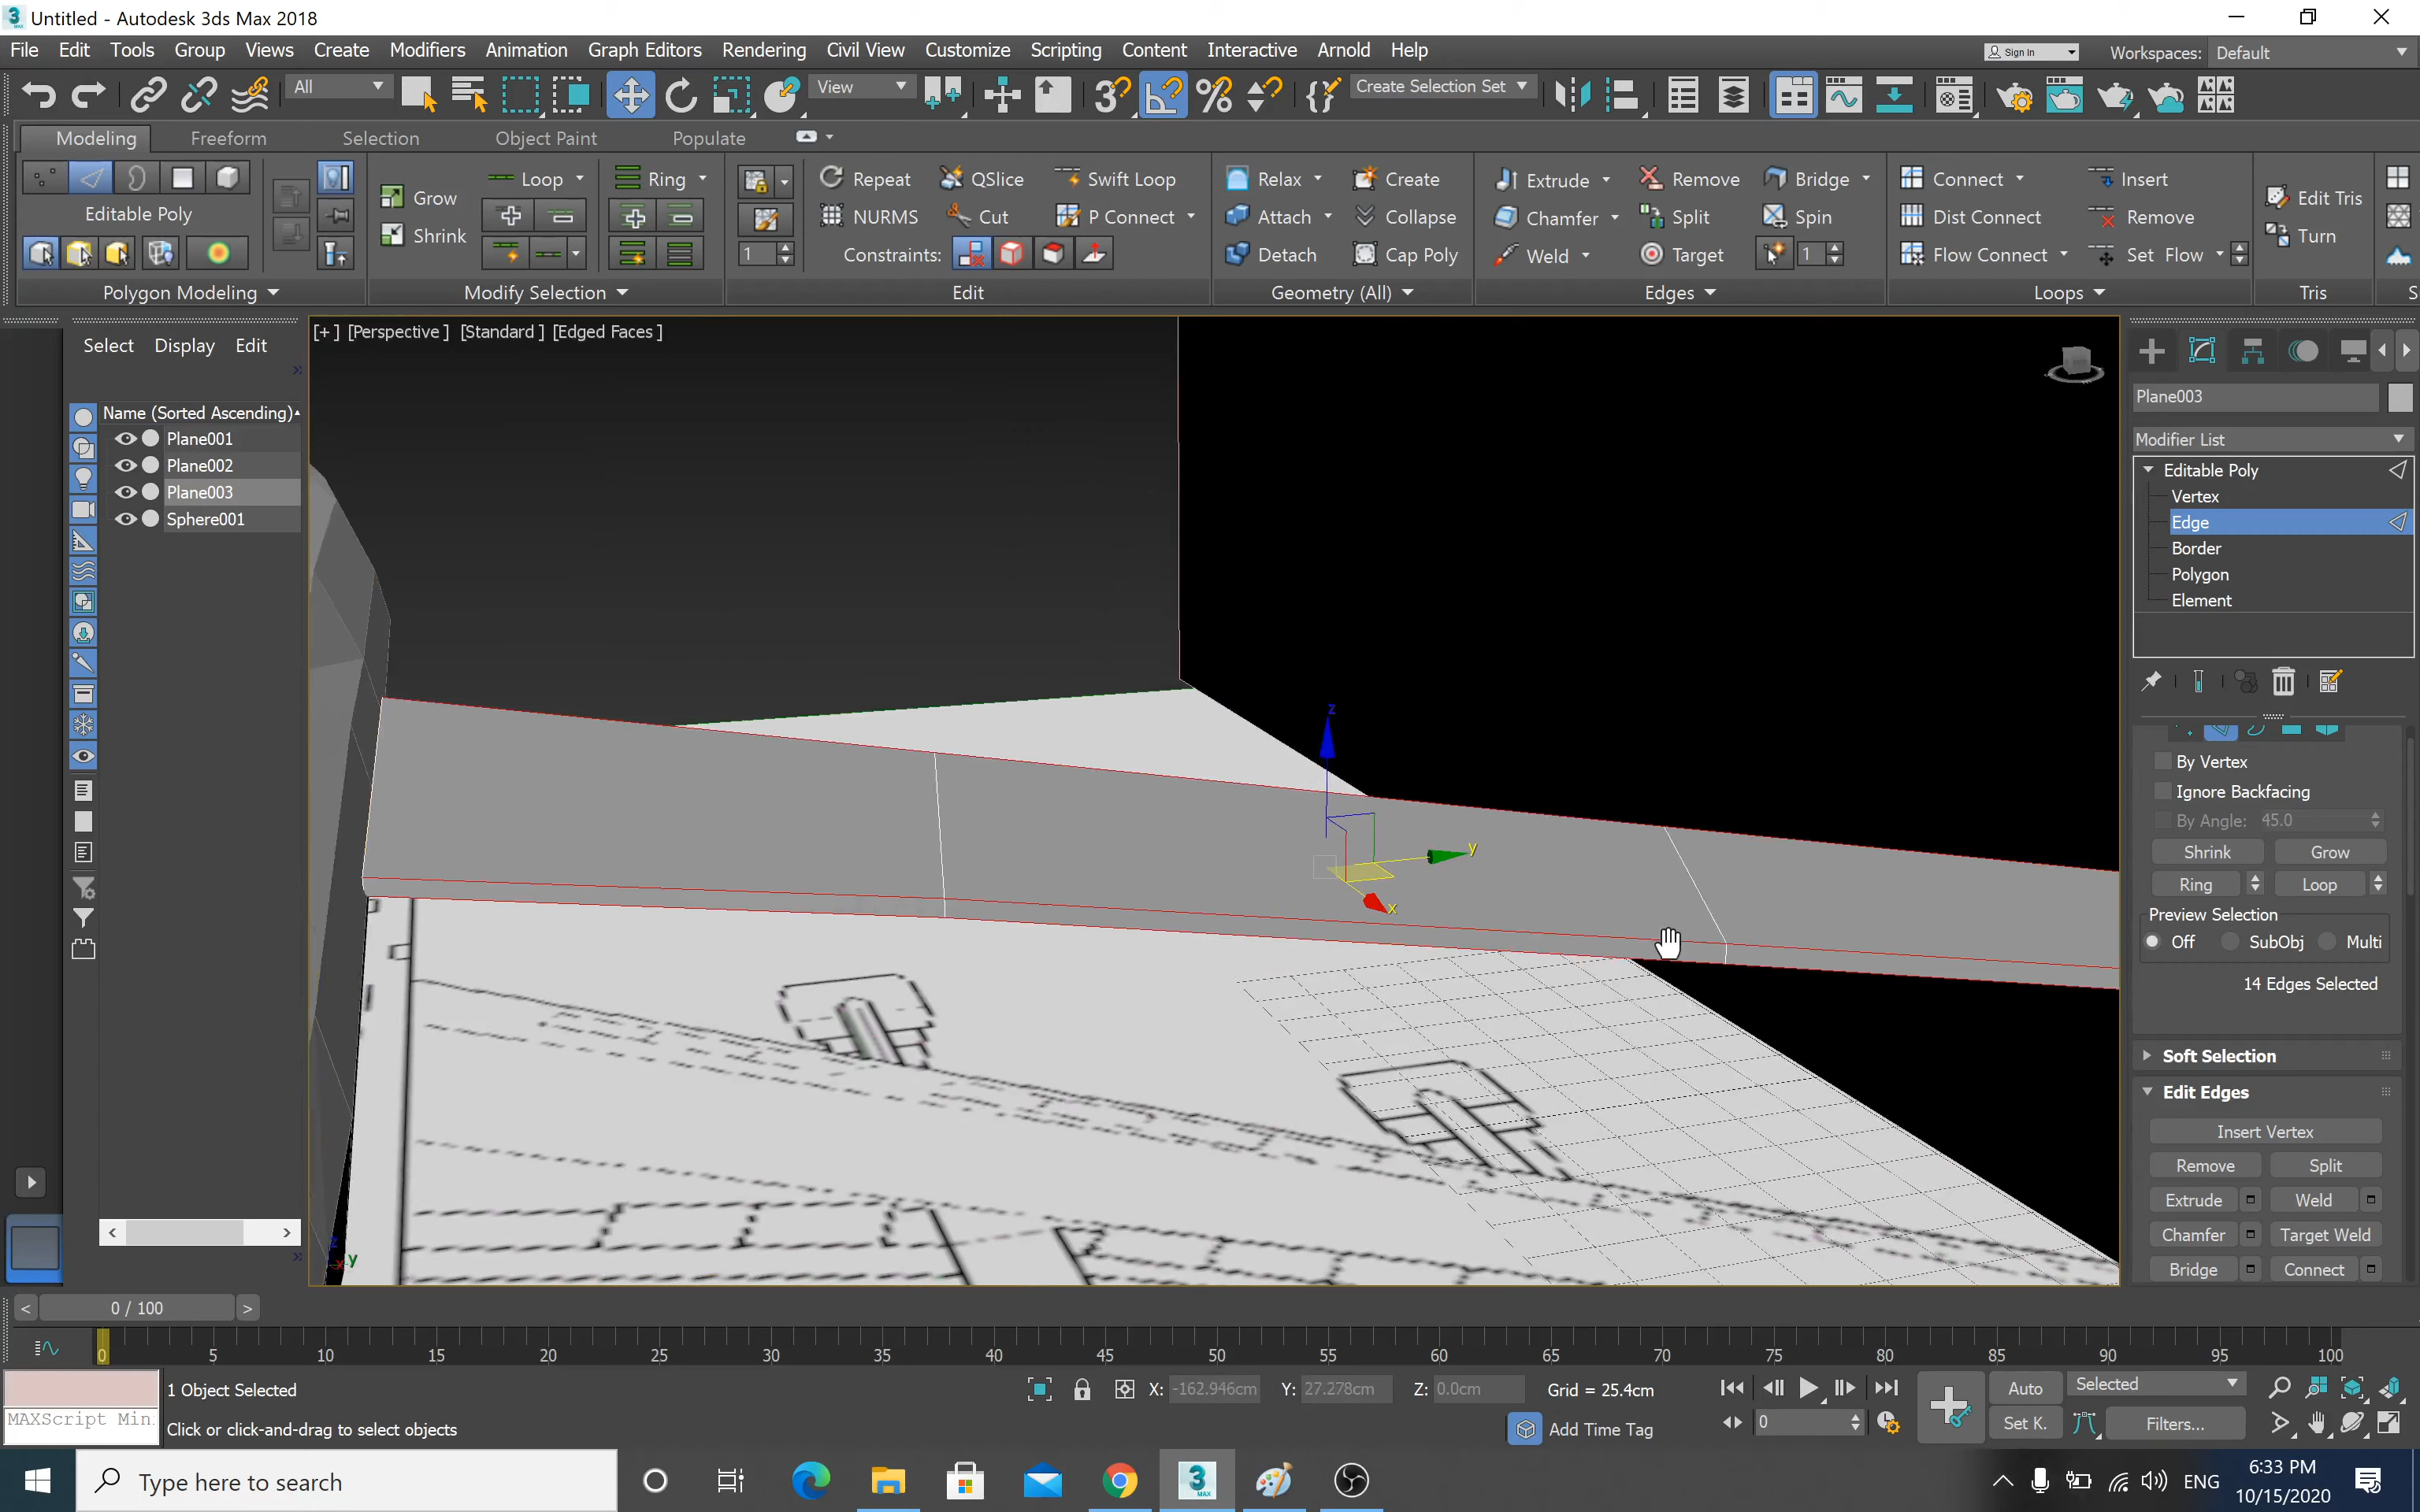 Untitled - Autodesk 3ds Max 2018
File Edit Tools Group Views Create Modifiers Animation Graph Editors Rendering Civil View Customize Scripting Content Interactive Arnold Help
Sign In Workspaces: Default
All View Create Selection Set
Modeling Freeform Selection Object Paint Populate
Loop Ring Repeat QSlice Swift Loop Relax Create Extrude Remove Bridge Connect Insert
Grow Edit Tris
Editable Poly NURMS Cut P Connect Attach Collapse Chamfer Split Spin Dist Connect Remove
Shrink Turn
1 Constraints: Detach Cap Poly Weld Target 1 Flow Connect Set Flow
Polygon Modeling Modify Selection Edit Geometry (All) Edges Loops Tris S
Select Display Edit
[+] [Perspective] [Standard] [Edged Faces]
Name (Sorted Ascending)
Plane001
Plane002
Plane003
Sphere001
z
y
x
z
x y
Plane003
Modifier List
Editable Poly
Vertex
Edge
Border
Polygon
Element
By Vertex
Ignore Backfacing
By Angle: 45.0
Shrink Grow
Ring Loop
Preview Selection
Off SubObj Multi
14 Edges Selected
Soft Selection
Edit Edges
Insert Vertex
Remove Split
Extrude Weld
Chamfer Target Weld
Bridge Connect
< 0 / 100 >
0 5 10 15 20 25 30 35 40 45 50 55 60 65 70 75 80 85 90 95 100
1 Object Selected X: -162.946cm Y: 27.278cm Z: 0.0cm Grid = 25.4cm Auto Selected
MAXScript Min
Click or click-and-drag to select objects Add Time Tag 0 Set K. Filters...
Type here to search
3
MAX
ENG
6:33 PM
10/15/2020